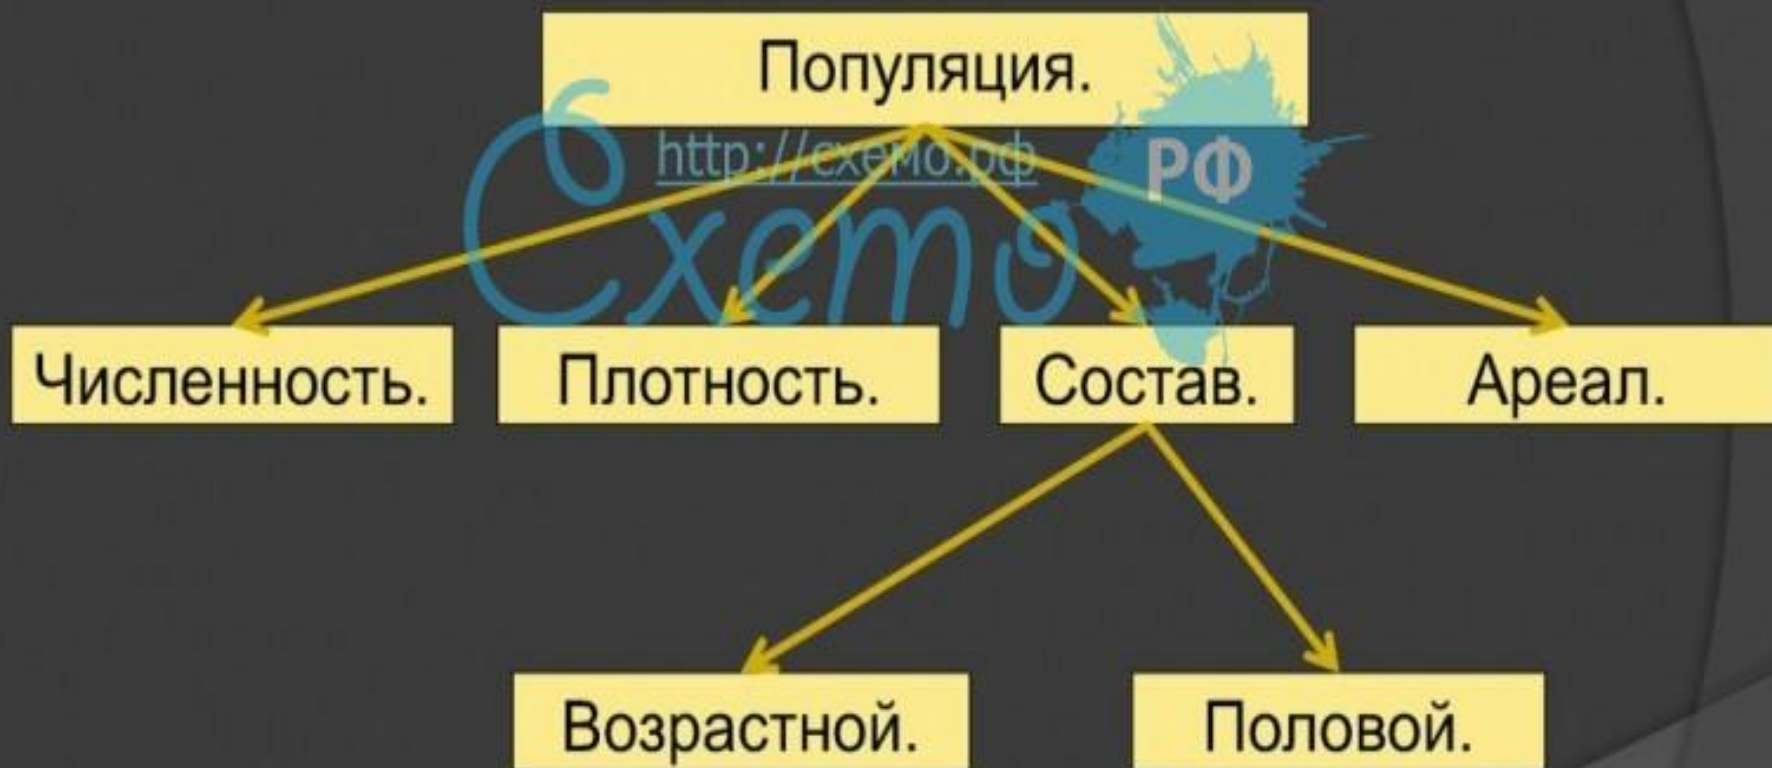 Популяция.
http://схемо.рф
РФ
Схемо
Численность.
Плотность.
Состав.
Ареал.
Возрастной.
Половой.